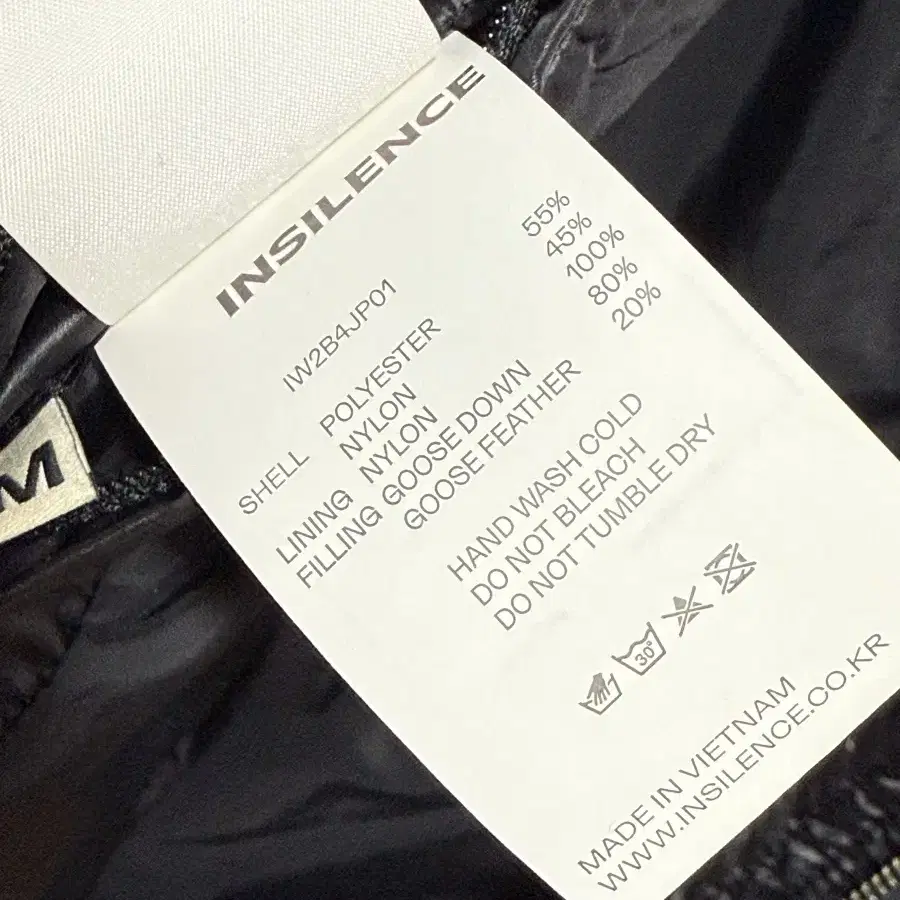 INSILENCE
IW2B4JP01
SHELL POLYESTER 55%
NYLON 45%
LINING NYLON 100%
FILLING GOOSE DOWN 80%
GOOSE FEATHER 20%
HAND WASH COLD
DO NOT BLEACH
DO NOT TUMBLE DRY
30°
MADE IN VIETNAM
WWW.INSILENCE.CO.KR
M